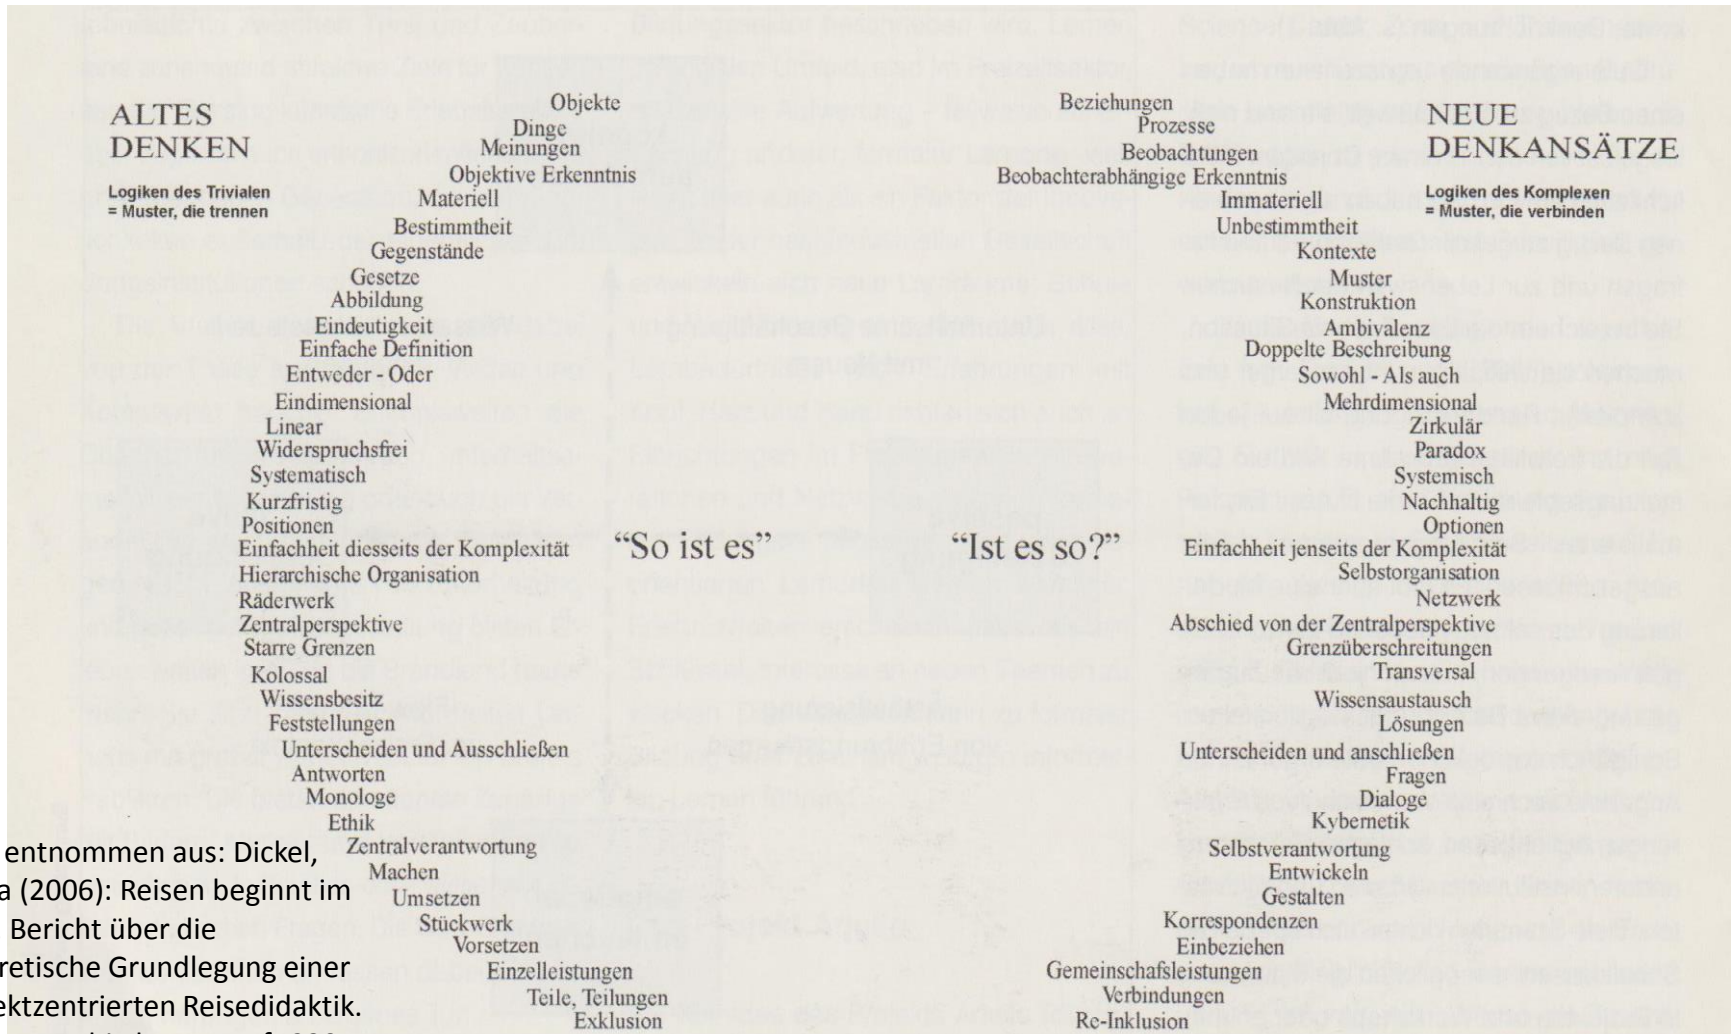 ALTES
DENKEN
Logiken des Trivialen
= Muster, die trennen
Objekte
Dinge
Meinungen
Objektive Erkenntnis
Materiell
Bestimmtheit
Gegenstände
Gesetze
Abbildung
Eindeutigkeit
Einfache Definition
Entweder - Oder
Eindimensional
Linear
Widerspruchsfrei
Systematisch
Kurzfristig
Positionen
Einfachheit diesseits der Komplexität
Hierarchische Organisation
Räderwerk
Zentralperspektive
Starre Grenzen
Kolossal
Wissensbesitz
Feststellungen
Unterscheiden und Ausschließen
Antworten
Monologe
Ethik
Zentralverantwortung
Machen
Umsetzen
Stückwerk
Vorsetzen
Einzelleistungen
Teile, Teilungen
Exklusion
“So ist es”
“Ist es so?”
Beziehungen
Prozesse
Beobachtungen
Beobachterabhängige Erkenntnis
Immateriell
Unbestimmtheit
Kontexte
Muster
Konstruktion
Ambivalenz
Doppelte Beschreibung
Sowohl - Als auch
Mehrdimensional
Zirkulär
Paradox
Systemisch
Nachhaltig
Optionen
Einfachheit jenseits der Komplexität
Selbstorganisation
Netzwerk
Abschied von der Zentralperspektive
Grenzüberschreitungen
Transversal
Wissensaustausch
Lösungen
Unterscheiden und anschließen
Fragen
Dialoge
Kybernetik
Selbstverantwortung
Entwickeln
Gestalten
Korrespondenzen
Einbeziehen
Gemeinschafsleistungen
Verbindungen
Re-Inklusion
NEUE
DENKANSÄTZE
Logiken des Komplexen
= Muster, die verbinden
entnommen aus: Dickel,
(2006): Reisen beginnt im
Bericht über die
Grundlegung einer
Reisedidaktik.